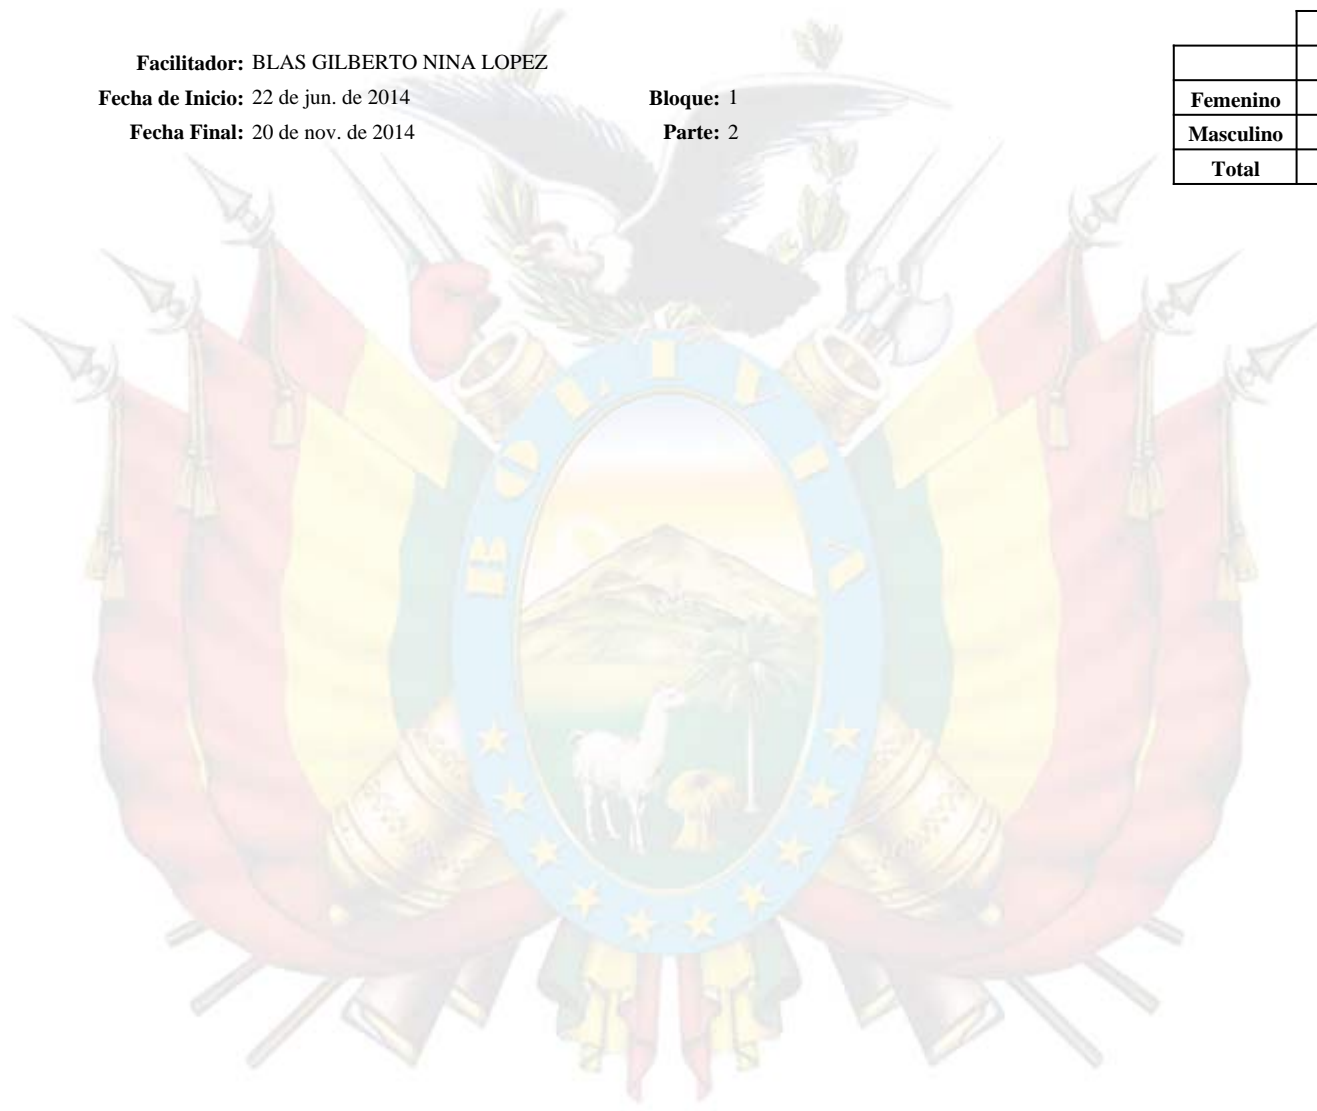 Facilitador: BLAS GILBERTO NINA LOPEZ
Fecha de Inicio: 22 de jun. de 2014 Bloque: 1
Femenino
Fecha Final: 20 de nov. de 2014 Parte: 2
Masculino
Total
BOLIVIA